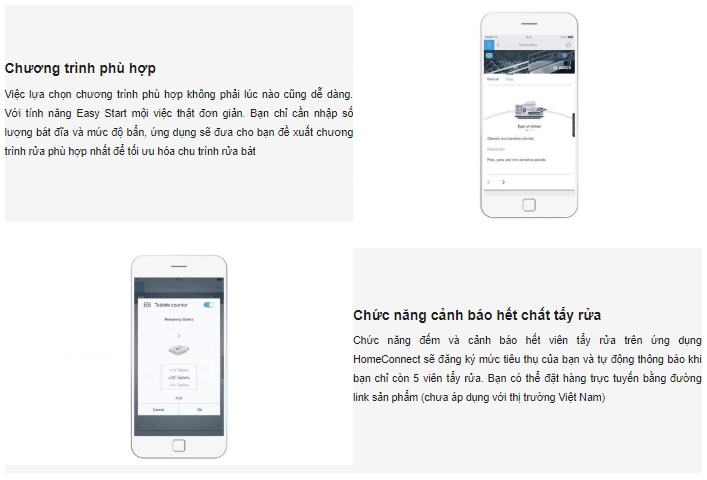 Chương trình phù hợp
Việc lựa chọn chương trình phù hợp không phải lúc nào cũng dễ dàng.
Với tính năng Easy Start mội việc thật đơn giản. Bạn chỉ cần nhập số
lượng bát đĩa và mức độ bẩn, ứng dụng sẽ đưa cho bạn đề xuất chương
trình rửa phù hợp nhất để tối ưu hóa chu trình rửa bát
Manual Easy
Type of dishes
Glasses and sensitive utensils
Pots, pans and non-sensitive utensils
Tablets counter
Remaining tablets
4
+20 Tablets
Add
Cancel Ok
Chức năng cảnh báo hết chất tẩy rửa
Chức năng đếm và cảnh báo hết viên tẩy rửa trên ứng dụng
HomeConnect sẽ đăng ký mức tiêu thụ của bạn và tự động thông báo khi
bạn chỉ còn 5 viên tẩy rửa. Bạn có thể đặt hàng trực tuyến bằng đường
link sản phẩm (chưa áp dụng với thị trường Việt Nam)